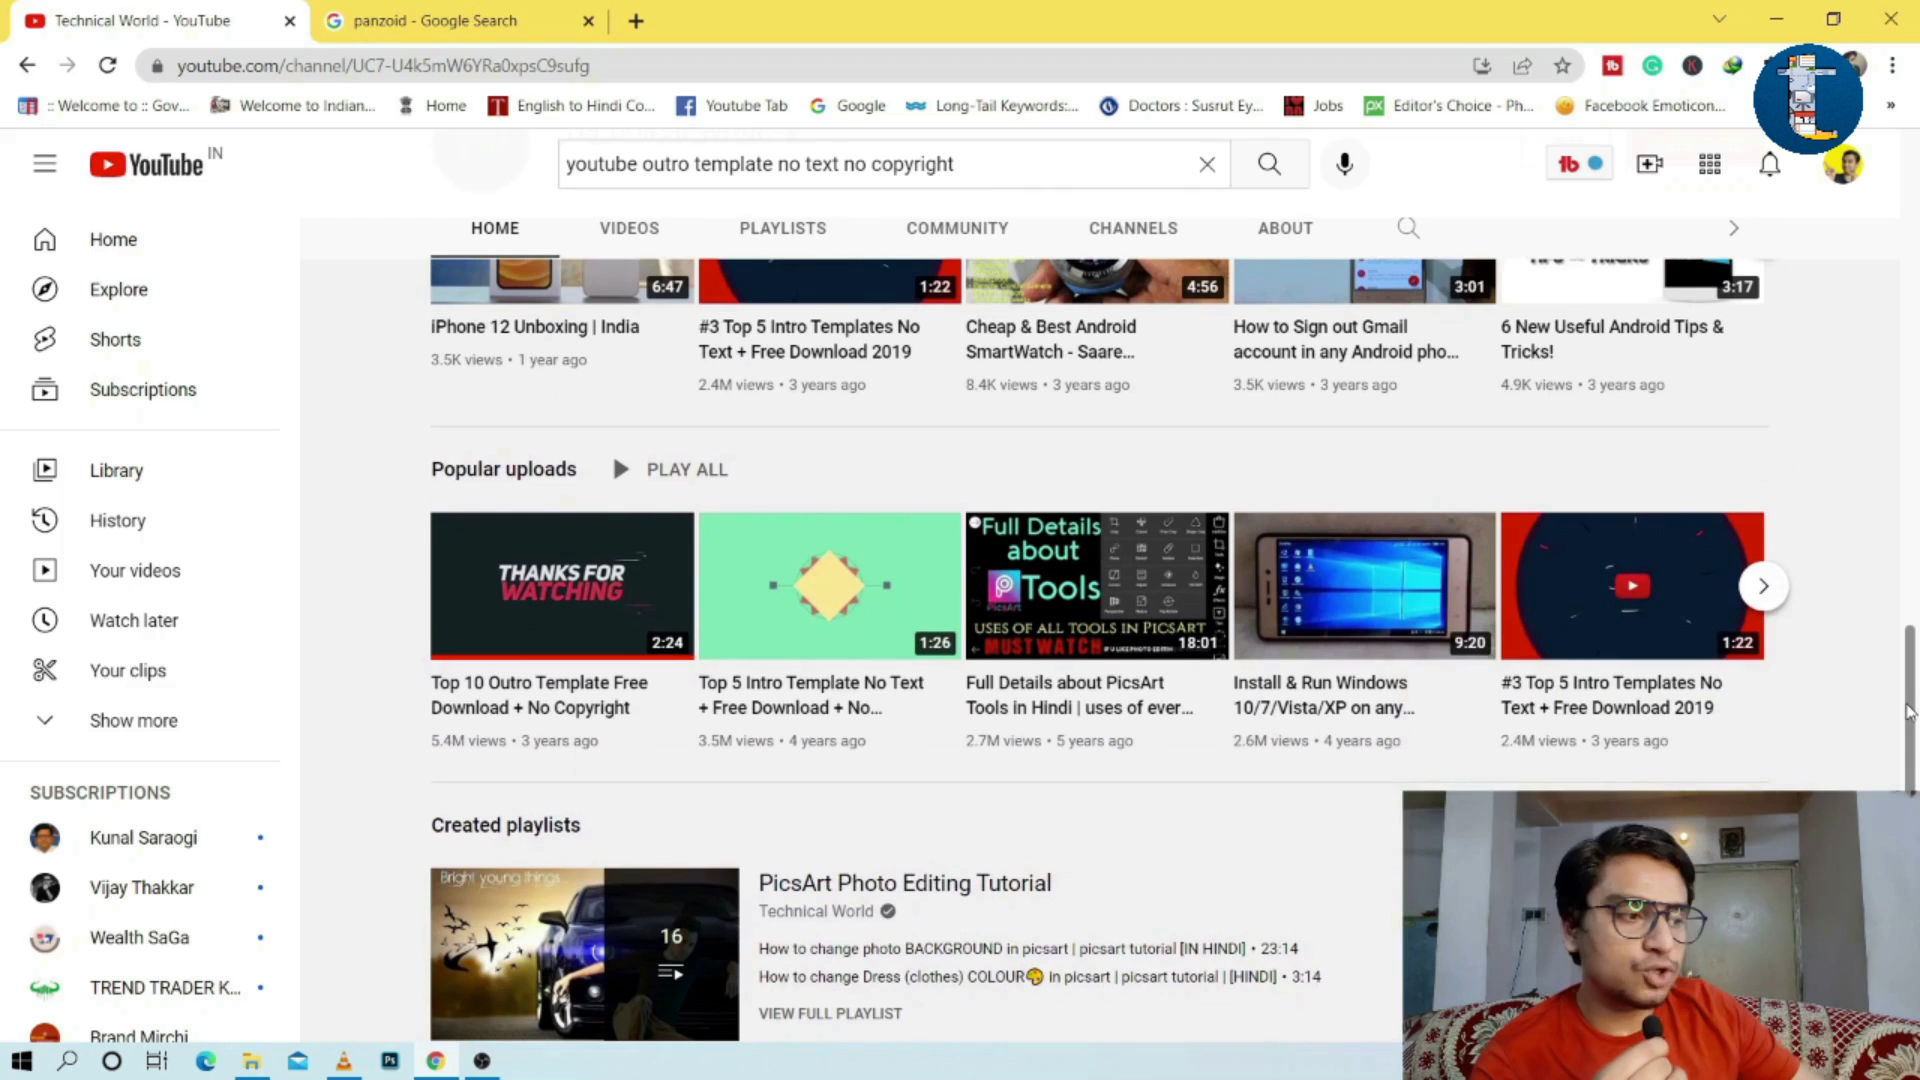 Technical World - YouTube
panzoid - Google Search
youtube.com/channel/UC7-U4k5mW6YRa0xpsC9sufg
:: Welcome to :: Gov...
Welcome to Indian...
Home
English to Hindi Co...
Youtube Tab
Google
Long-Tail Keywords:...
Doctors : Susrut Ey...
Jobs
Editor's Choice - Ph...
Facebook Emoticon...
YouTube IN
youtube outro template no text no copyright
HOME
VIDEOS
PLAYLISTS
COMMUNITY
CHANNELS
ABOUT
Home
Explore
Shorts
Subscriptions
Library
History
Your videos
Watch later
Your clips
Show more
SUBSCRIPTIONS
Kunal Saraogi
Vijay Thakkar
Wealth SaGa
TREND TRADER K...
Brand Mirchi
6:47
1:22
4:56
3:01
3:17
iPhone 12 Unboxing | India
3.5K views • 1 year ago
#3 Top 5 Intro Templates No
Text + Free Download 2019
2.4M views • 3 years ago
Cheap & Best Android
SmartWatch - Saare...
8.4K views • 3 years ago
How to Sign out Gmail
account in any Android pho...
3.5K views • 3 years ago
6 New Useful Android Tips &
Tricks!
4.9K views • 3 years ago
Popular uploads
PLAY ALL
THANKS FOR
WATCHING
2:24
1:26
Full Details
about
Tools
PicsArt
USES OF ALL TOOLS IN PICSART
MUST WATCH IF U LIKE PHOTO EDITIN
18:01
9:20
1:22
Top 10 Outro Template Free
Download + No Copyright
5.4M views • 3 years ago
Top 5 Intro Template No Text
+ Free Download + No...
3.5M views • 4 years ago
Full Details about PicsArt
Tools in Hindi | uses of ever...
2.7M views • 5 years ago
Install & Run Windows
10/7/Vista/XP on any...
2.6M views • 4 years ago
#3 Top 5 Intro Templates No
Text + Free Download 2019
2.4M views • 3 years ago
Created playlists
Bright young things
16
PicsArt Photo Editing Tutorial
Technical World
How to change photo BACKGROUND in picsart | picsart tutorial [IN HINDI] • 23:14
How to change Dress (clothes) COLOUR🎨 in picsart | picsart tutorial | [HINDI] • 3:14
VIEW FULL PLAYLIST